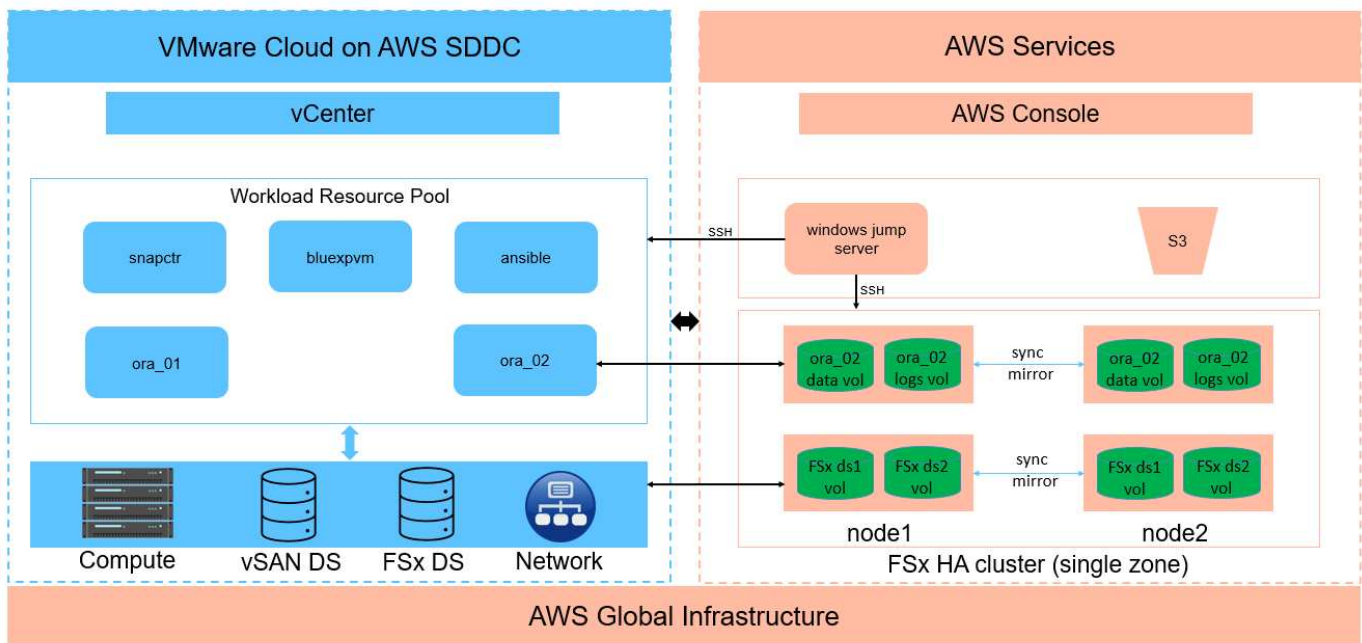 VMware Cloud on AWS SDDC
vCenter
Workload Resource Pool
snapctr
bluexpvm
ansible
ora_01
ora_02
Compute
vSAN DS
FSx DS
Network
AWS Services
AWS Console
SSH
windows jump
server
S3
SSH
ora_02
data vol
ora_02
logs vol
sync
mirror
ora_02
data vol
ora_02
logs vol
FSx ds1
vol
FSx ds2
vol
sync
mirror
FSx ds1
vol
FSx ds2
vol
node1
node2
FSx HA cluster (single zone)
AWS Global Infrastructure